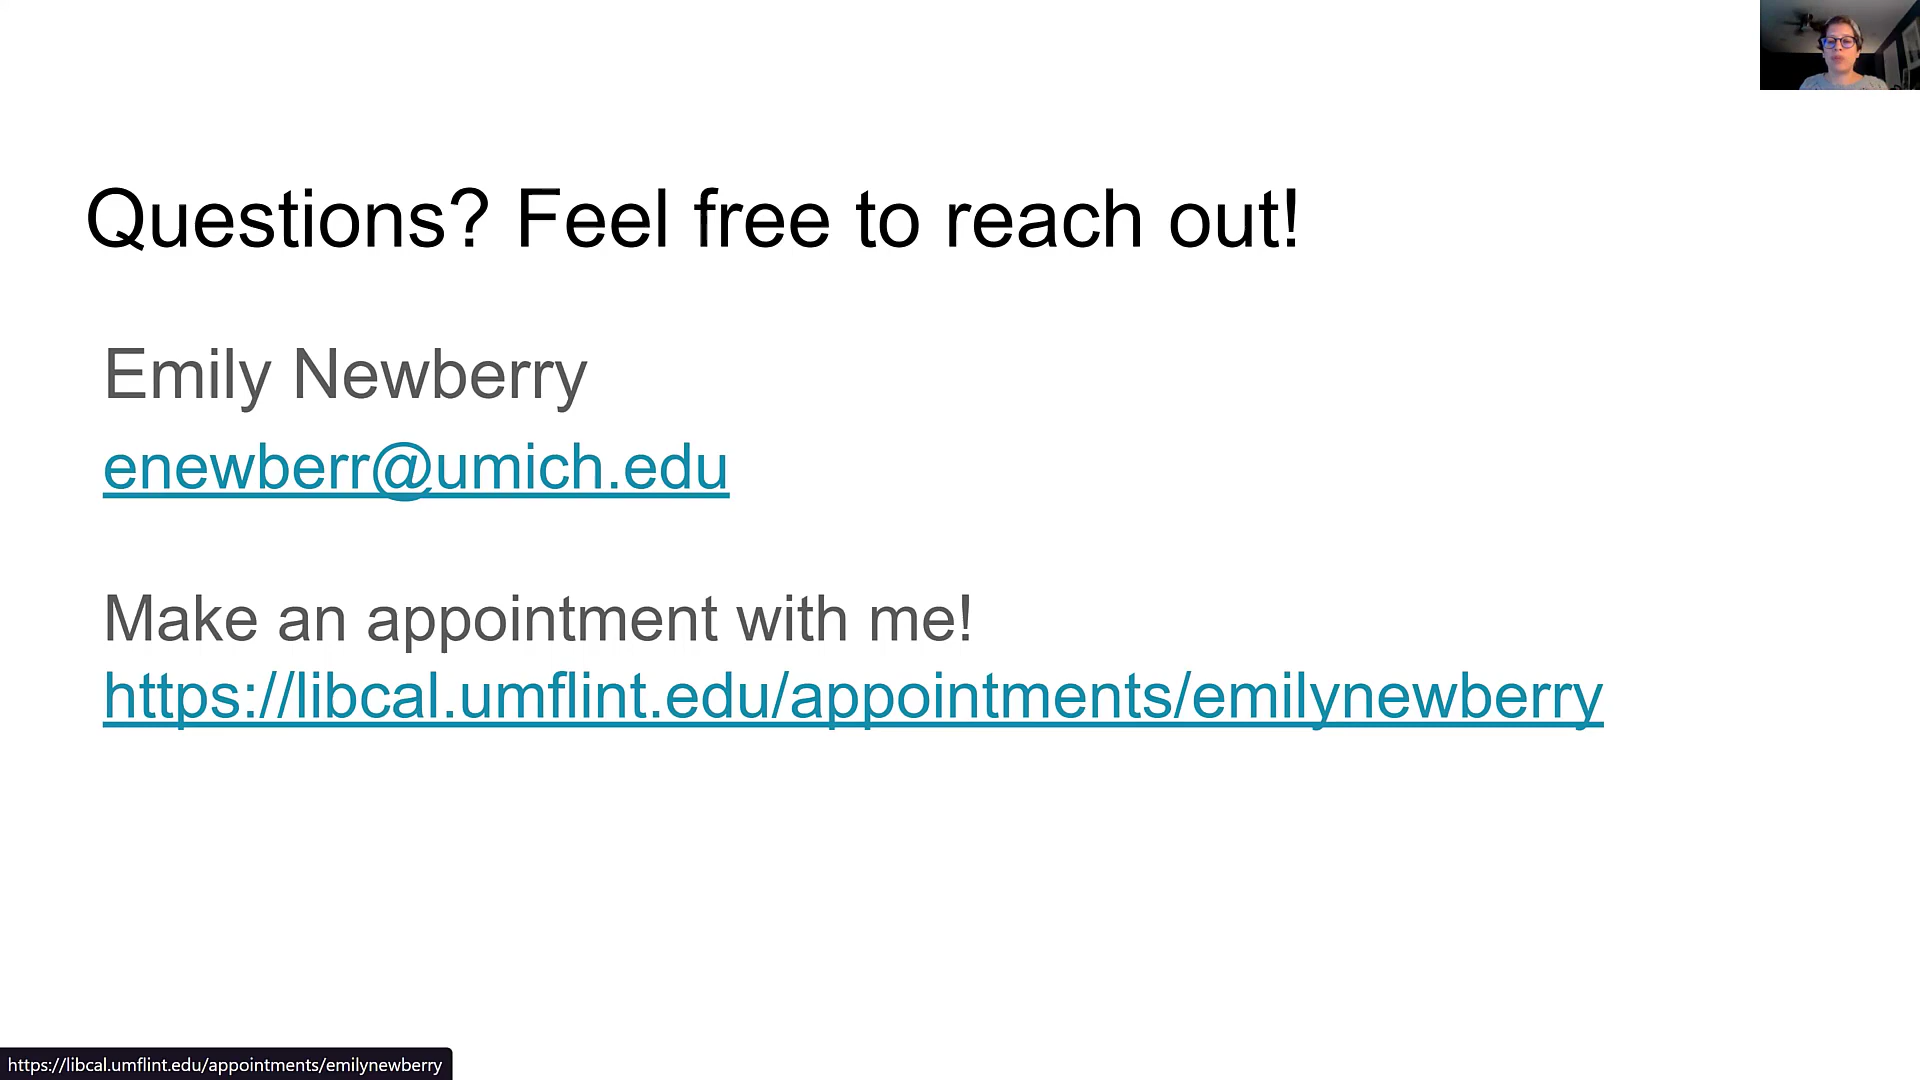 Questions? Feel free to reach out!
Emily Newberry
enewberr@umich.edu
Make an appointment with me!
https://libcal.umflint.edu/appointments/emilynewberry
https://libcal.umflint.edu/appointments/emilynewberry